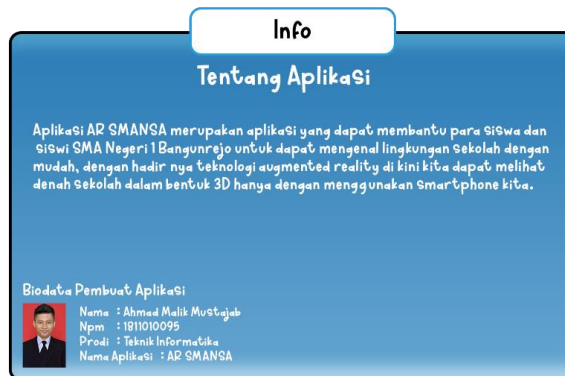 Info
Tentang Aplikasi
Aplikasi AR SMANSA merupakan aplikasi yang dapat membantu para siswa dan
siswi SMA Negeri 1 Bangunrejo untuk dapat mengenal lingkungan sekolah dengan
mudah, dengan hadir nya teknologi augmented reality di kini kita dapat melihat
denah sekolah dalam bentuk 3D hanya dengan menggunakan smartphone kita.
Biodata Pembuat Aplikasi
Nama : Ahmad Malik Mustajab
Npm : 1811010095
Prodi : Teknik Informatika
Nama Aplikasi : AR SMANSA